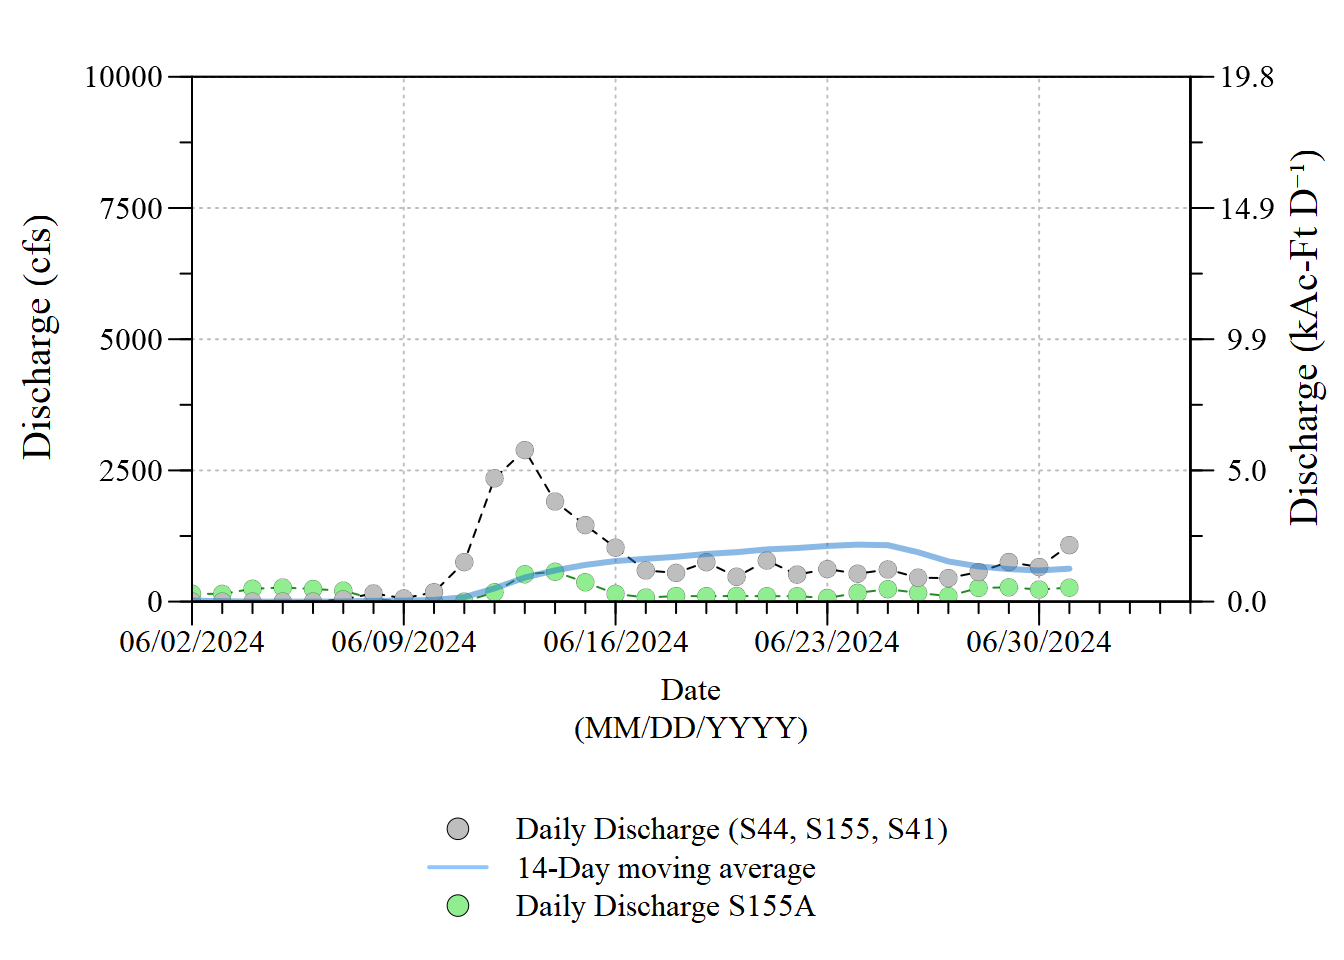 10000
7500
5000
2500
0
Discharge (cfs)
19.8
14.9
9.9
5.0
0.0
Discharge (kAc-Ft D⁻¹)
06/02/2024
06/09/2024
06/16/2024
06/23/2024
06/30/2024
Date
(MM/DD/YYYY)
Daily Discharge (S44, S155, S41)
14-Day moving average
Daily Discharge S155A